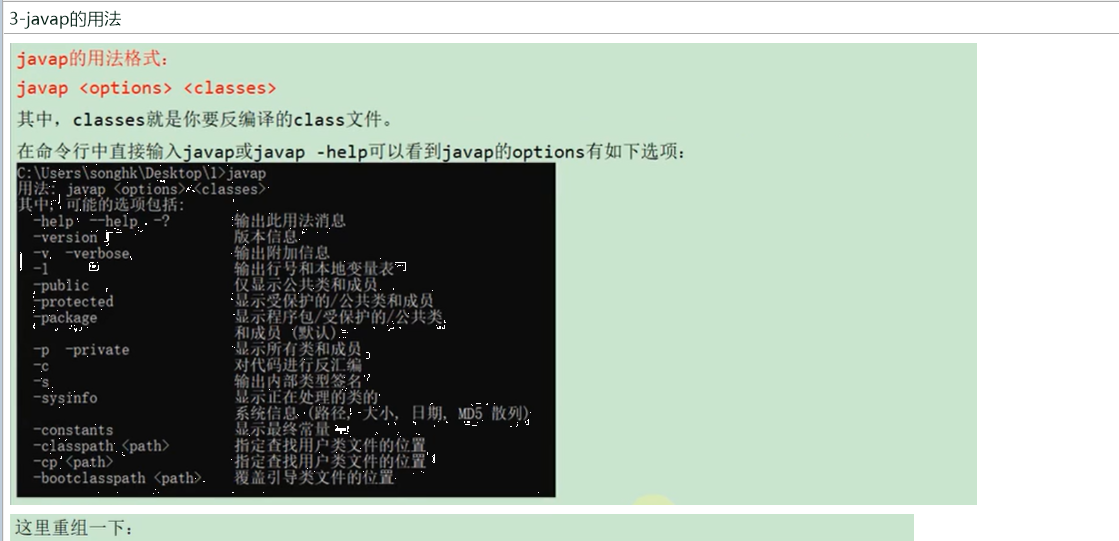 3-javap的用法
javap的用法格式：
javap <options> <classes>
其中，classes就是你要反编译的class文件。
在命令行中直接输入javap或javap -help可以看到javap的options有如下选项：
C:\Users\songhk\Desktop\1>javap
用法: javap <options> <classes>
其中, 可能的选项包括:
-help --help -? 输出此用法消息
-version 版本信息
-v -verbose 输出附加信息
-l 输出行号和本地变量表
-public 仅显示公共类和成员
-protected 显示受保护的/公共类和成员
-package 显示程序包/受保护的/公共类
和成员 (默认)
-p -private 显示所有类和成员
-c 对代码进行反汇编
-s 输出内部类型签名
-sysinfo 显示正在处理的类的
系统信息 (路径, 大小, 日期, MD5 散列)
-constants 显示最终常量
-classpath <path> 指定查找用户类文件的位置
-cp <path> 指定查找用户类文件的位置
-bootclasspath <path> 覆盖引导类文件的位置
这里重组一下：